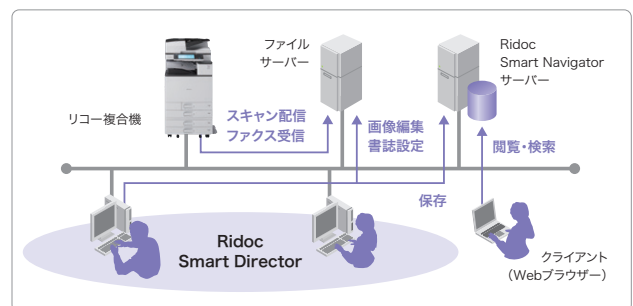 ファイル
サーバー
Ridoc
Smart Navigator
サーバー
リコー複合機
スキャン配信
ファクス受信
画像編集
書誌設定
閲覧・検索
保存
Ridoc
Smart Director
クライアント
(Webブラウザー)